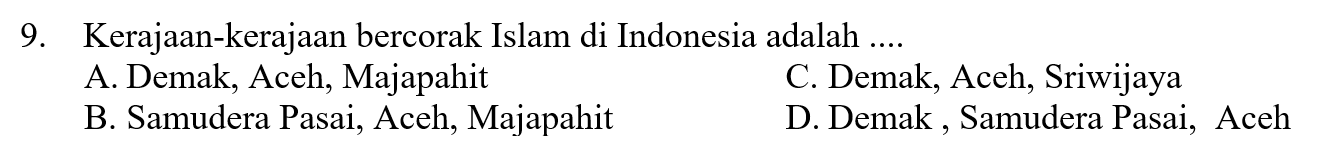 9. Kerajaan-kerajaan bercorak Islam di Indonesia adalah ....
A. Demak, Aceh, Majapahit
C. Demak, Aceh, Sriwijaya
B. Samudera Pasai, Aceh, Majapahit
D. Demak , Samudera Pasai, Aceh